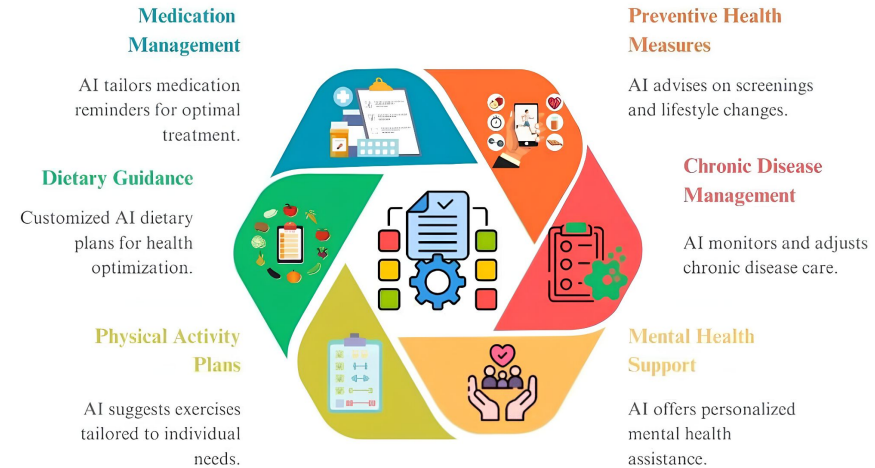 Medication
Management
AI tailors medication
reminders for optimal
treatment.
Dietary Guidance
Customized AI dietary
plans for health
optimization.
Physical Activity
Plans
AI suggests exercises
tailored to individual
needs.
Preventive Health
Measures
AI advises on screenings
and lifestyle changes.
Chronic Disease
Management
AI monitors and adjusts
chronic disease care.
Mental Health
Support
AI offers personalized
mental health
assistance.